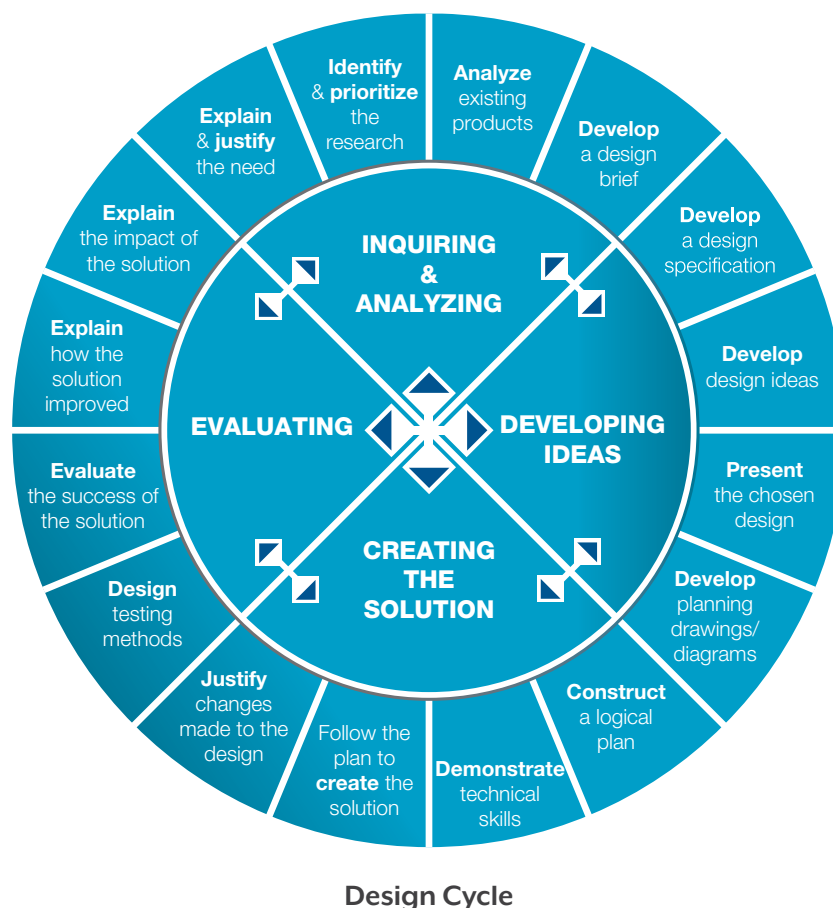 Identify
& prioritize
the
research
Analyze
existing
products
Develop
a design
brief
Develop
a design
specification
Develop
design ideas
Present
the chosen
design
Develop
planning
drawings/
diagrams
Construct
a logical
plan
Demonstrate
technical
skills
Follow the
plan to
create the
solution
Justify
changes
made to the
design
Design
testing
methods
Evaluate
the success of
the solution
Explain
how the
solution
improved
Explain
the impact of
the solution
Explain
& justify
the need
INQUIRING
&
ANALYZING
DEVELOPING
IDEAS
CREATING
THE
SOLUTION
EVALUATING
Design Cycle